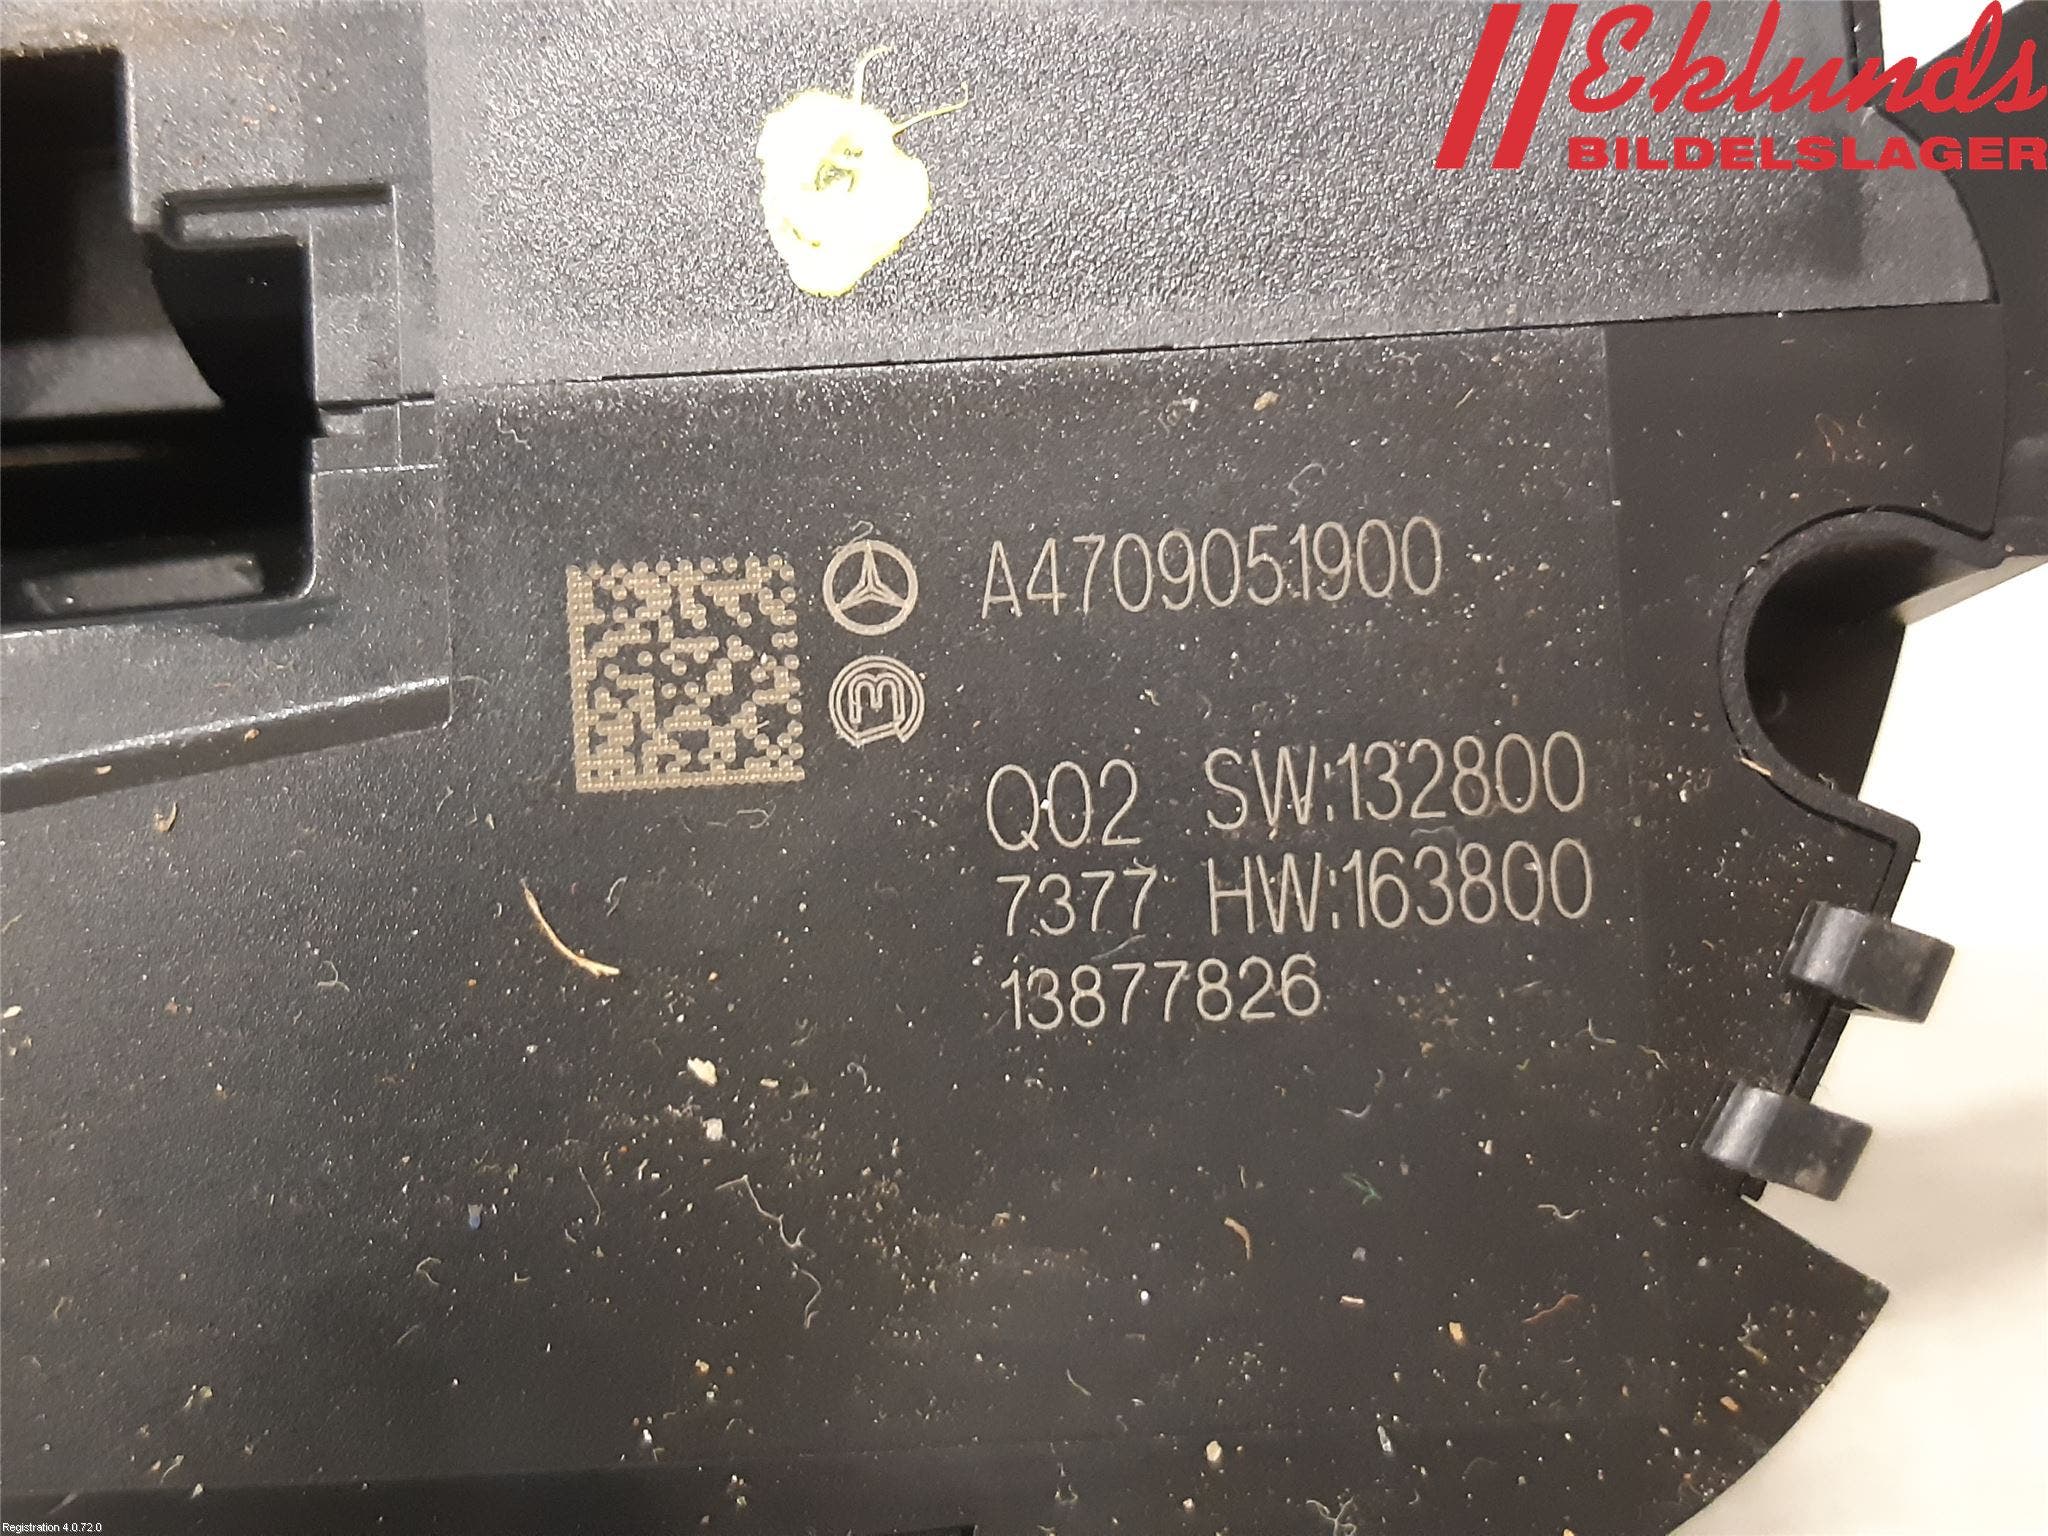 Eklunds
BILDELSLAGER
A4709051900
Q02 SW:132800
7377 HW:163800
13877826
Registration 4.0.72.0